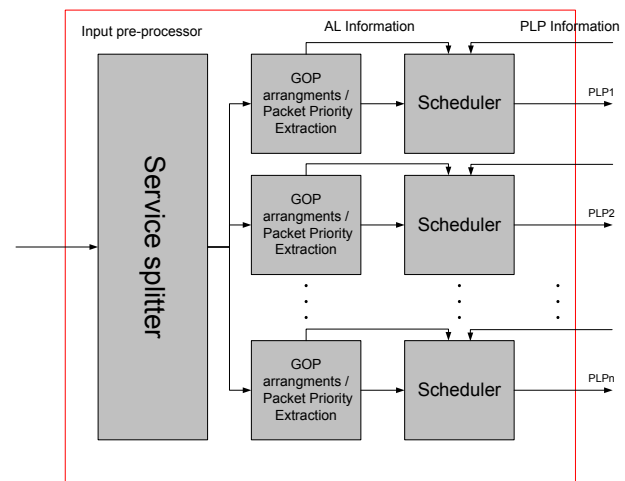 Input pre-processor
AL Information
PLP Information
Service splitter
GOP
arrangments /
Packet Priority
Extraction
Scheduler
PLP1
GOP
arrangments /
Packet Priority
Extraction
Scheduler
PLP2
GOP
arrangments /
Packet Priority
Extraction
Scheduler
PLPn